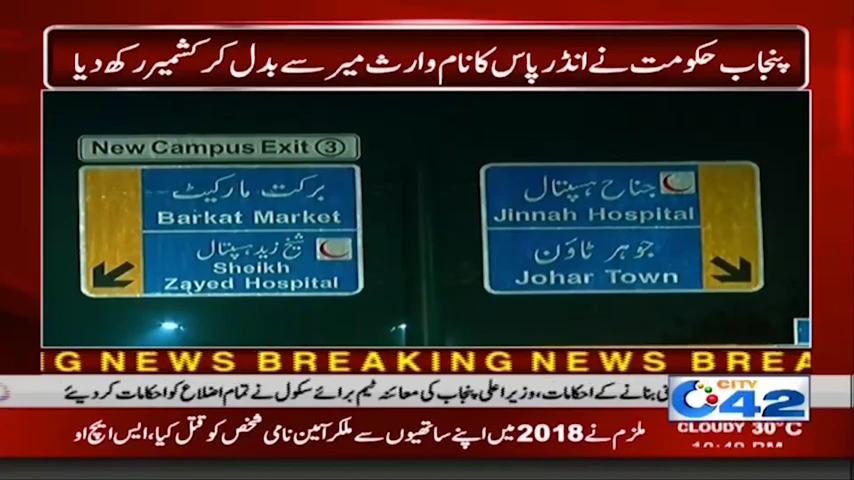 پنجاب حکومت نے انڈر پاس کا نام وارث میر سے بدل کر کشمیر رکھ دیا
New Campus Exit 3
برکت مارکیٹ
Barkat Market
شیخ زید ہسپتال
Sheikh
Zayed Hospital
جناح ہسپتال
Jinnah Hospital
جوہر ٹاؤن
Johar Town
G NEWS BREAKING NEWS BREA
بنانے کے احکامات، وزیر اعلی پنجاب کی معائنہ ٹیم برائے سکول نے تمام اضلاع کو احکامات کر دیئے
CITY
42
ملزم نے 2018 میں اپنے ساتھیوں سے ملکر آمین نامی شخص کو قتل کیا، ایس ایچ او
CLOUDY 30°C